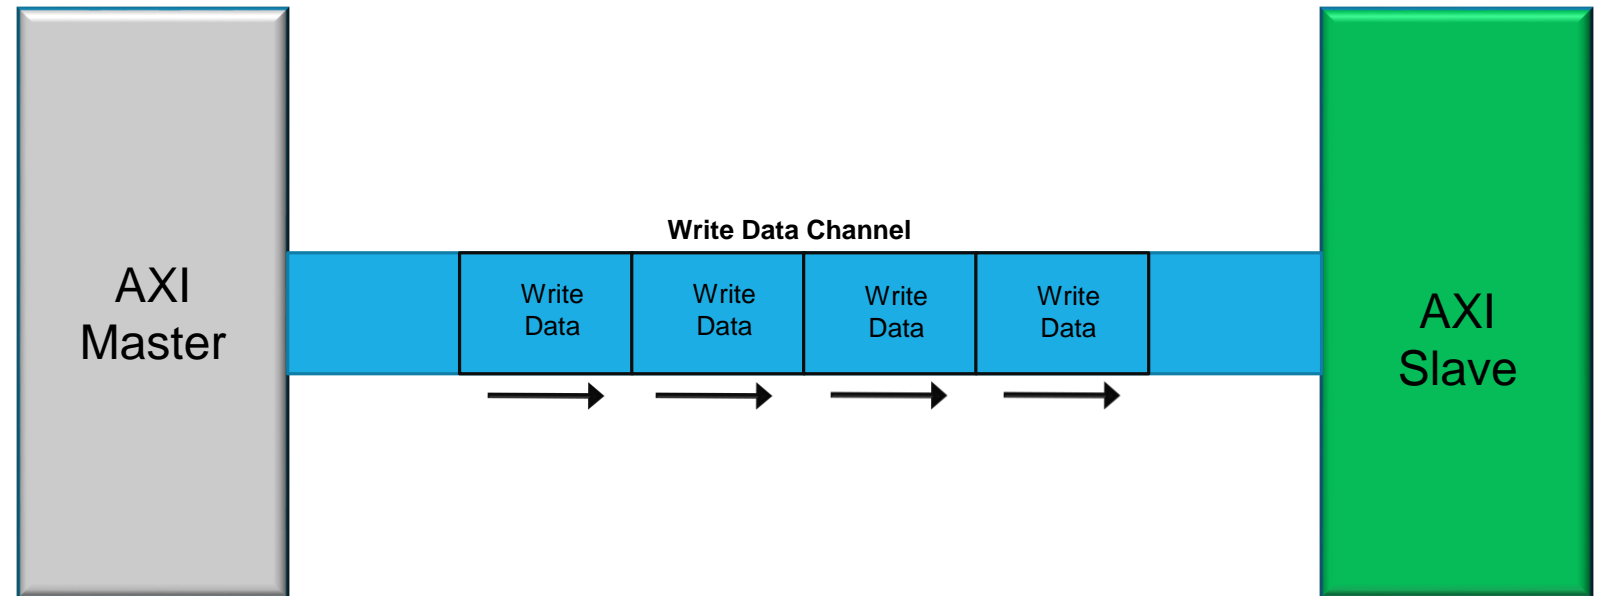 Write Data Channel
AXI
Master
Write
Data
Write
Data
Write
Data
Write
Data
AXI
Slave